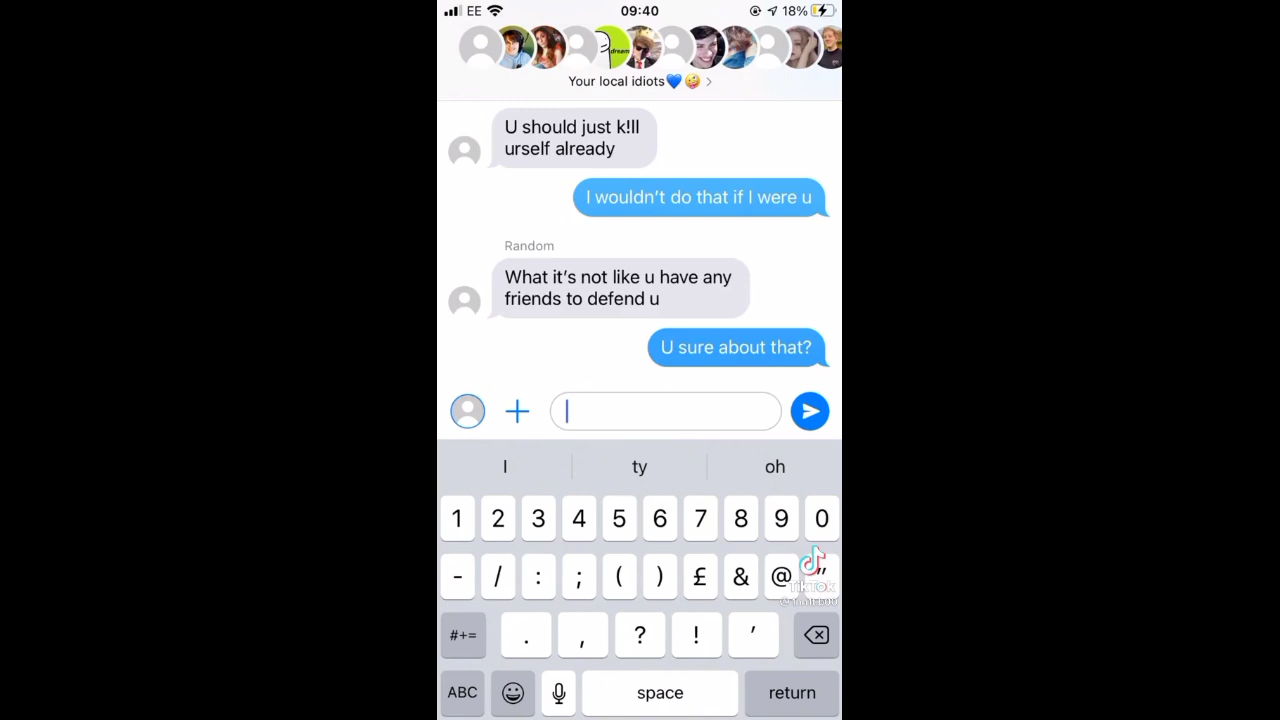 EE
09:40
18%
dream
Your local idiots💙🤪 >
U should just k!ll
urself already
I wouldn't do that if I were u
Random
What it's not like u have any
friends to defend u
U sure about that?
I ty oh
1 2 3 4 5 6 7 8 9 0
- / : ; ( ) £ & @ "
TikTok
#+= . , ? ! '
ABC space return